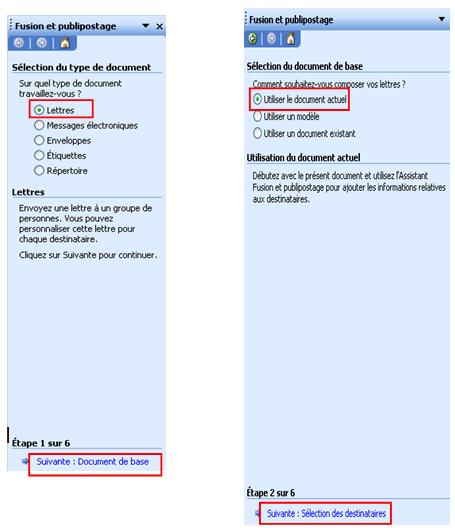 Fusion et publipostage
Sélection du type de document
Sur quel type de document
travaillez-vous ?
Lettres
Messages électroniques
Enveloppes
Étiquettes
Répertoire
Lettres
Envoyez une lettre à un groupe de
personnes. Vous pouvez
personnaliser cette lettre pour
chaque destinataire.
Cliquez sur Suivante pour continuer.
Étape 1 sur 6
Suivante : Document de base
Fusion et publipostage
Sélection du document de base
Comment souhaitez-vous composer vos lettres ?
Utiliser le document actuel
Utiliser un modèle
Utiliser un document existant
Utilisation du document actuel
Débutez avec le présent document et utilisez l'Assistant
Fusion et publipostage pour ajouter les informations relatives
aux destinataires.
Étape 2 sur 6
Suivante : Sélection des destinataires